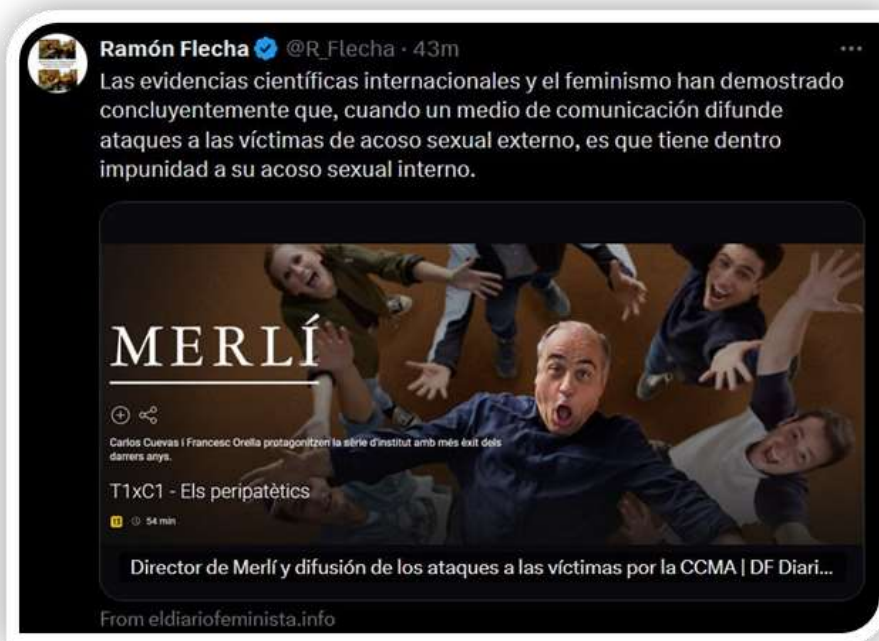 Ramón Flecha @R_Flecha · 43m
Las evidencias científicas internacionales y el feminismo han demostrado
concluyentemente que, cuando un medio de comunicación difunde
ataques a las víctimas de acoso sexual externo, es que tiene dentro
impunidad a su acoso sexual interno.
MERLÍ
Carlos Cuevas i Francesc Orella protagonitzen la sèrie d'institut amb més èxit dels
darrers anys.
T1xC1 - Els peripatètics
13 54 min
Director de Merlí y difusión de los ataques a las víctimas por la CCMA | DF Diari...
From eldiariofeminista.info